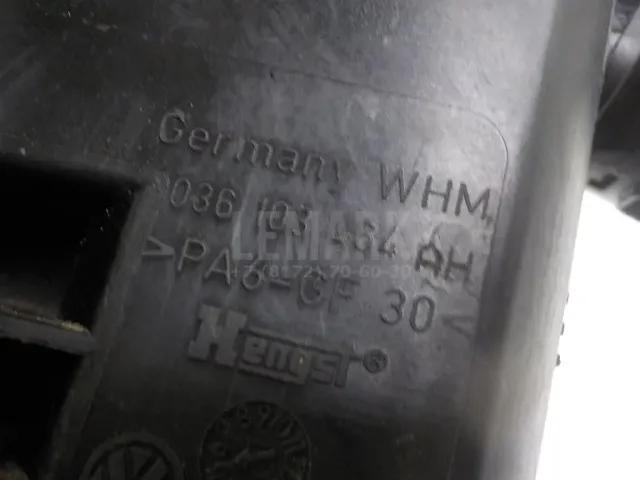 Germany WHM
036 103 464 AH
>PA6-GF 30<
Hengst®